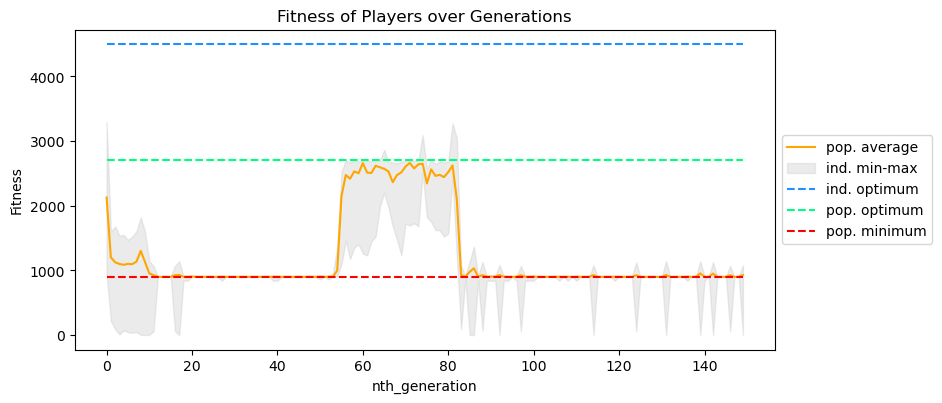 Fitness of Players over Generations
Fitness
4000
3000
2000
1000
0
0 20 40 60 80 100 120 140
nth_generation
pop. average
ind. min-max
ind. optimum
pop. optimum
pop. minimum